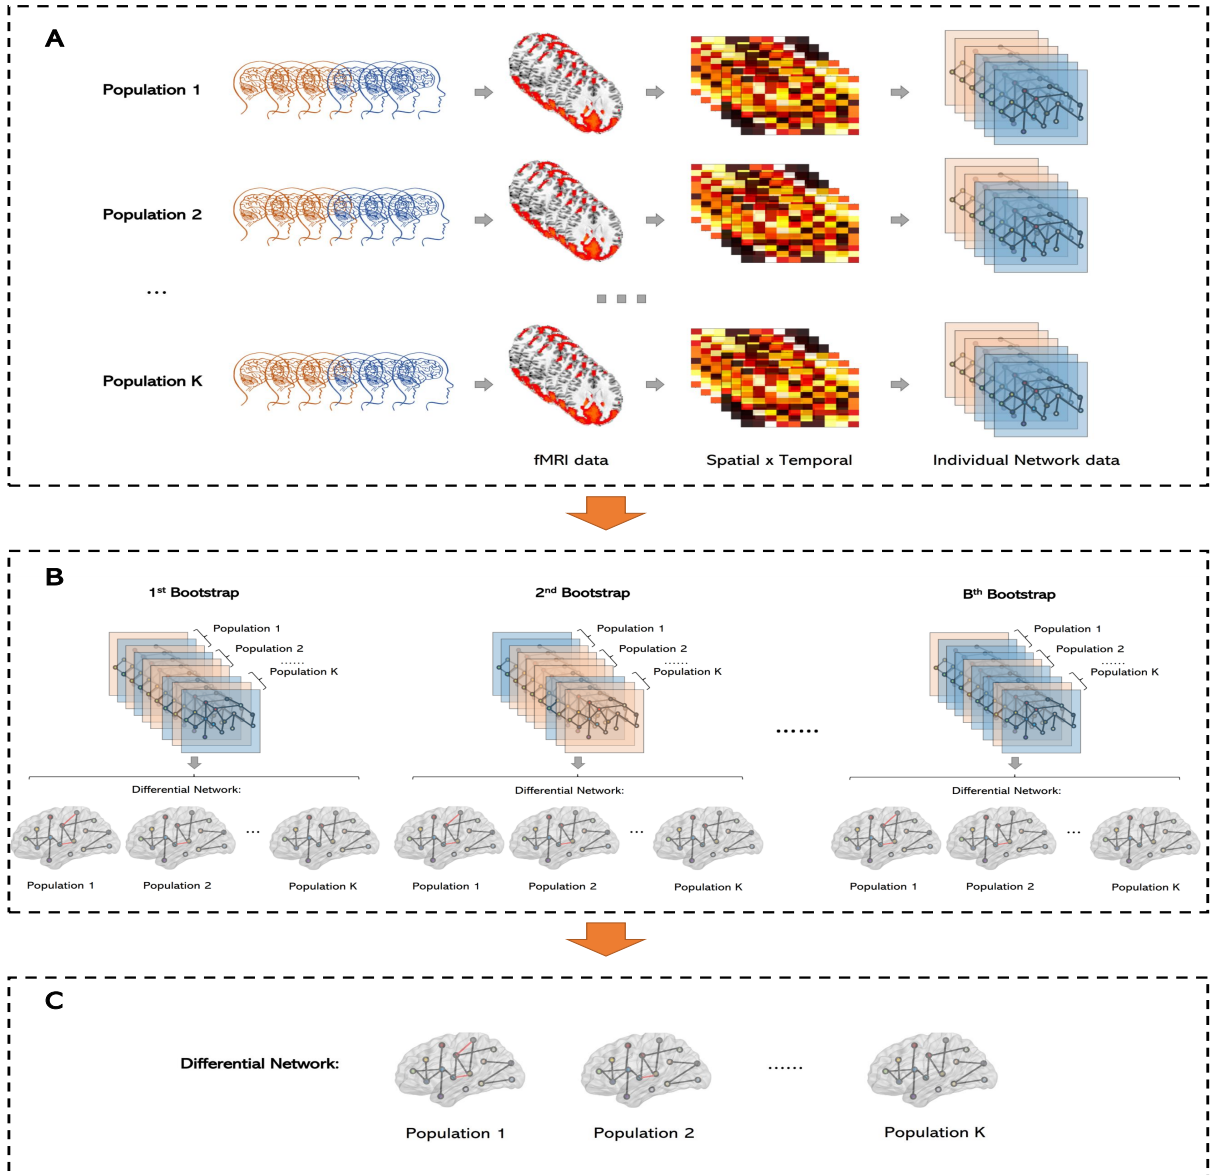 A
Population 1
Population 2
...
Population K
fMRI data
Spatial x Temporal
Individual Network data
B
1st Bootstrap
2nd Bootstrap
Bth Bootstrap
Population 1
Population 2
......
Population K
Population 1
Population 2
......
Population K
Population 1
Population 2
......
Population K
......
Differential Network:
Differential Network:
Differential Network:
...
...
...
Population 1
Population 2
Population K
Population 1
Population 2
Population K
Population 1
Population 2
Population K
C
Differential Network:
......
Population 1
Population 2
Population K